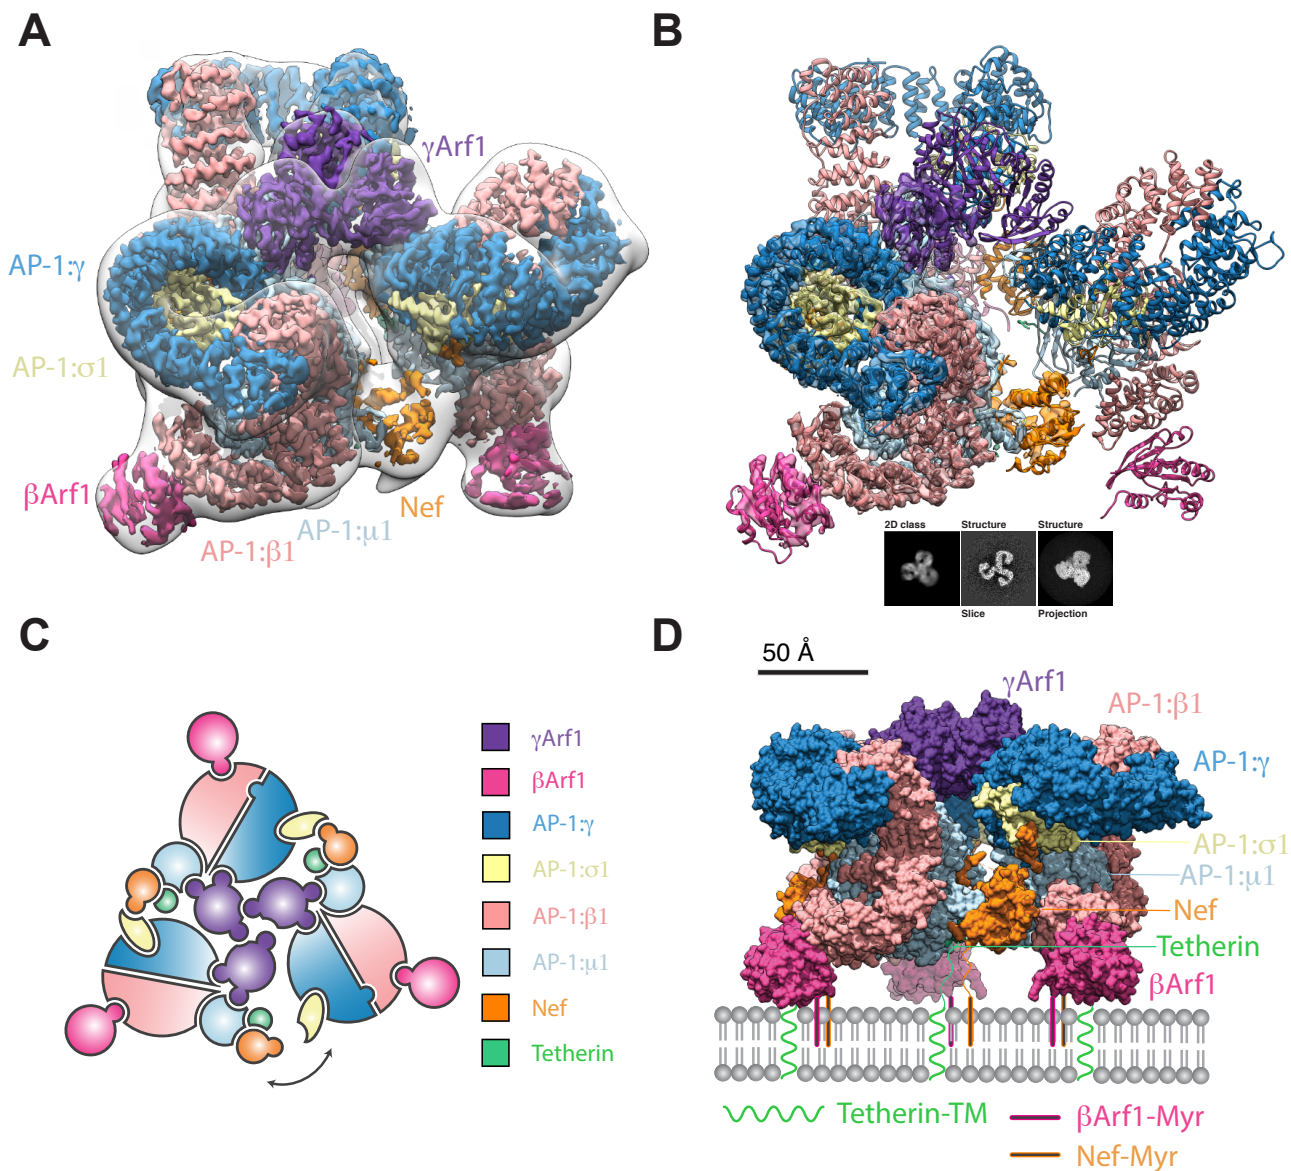 A
γArf1
AP-1:γ
AP-1:σ1
βArf1
Nef
AP-1:μ1
AP-1:β1
B
2D class
Structure
Structure
Slice
Projection
C
γArf1
βArf1
AP-1:γ
AP-1:σ1
AP-1:β1
AP-1:μ1
Nef
Tetherin
D
50 Å
γArf1
AP-1:β1
AP-1:γ
AP-1:σ1
AP-1:μ1
Nef
Tetherin
βArf1
Tetherin-TM
βArf1-Myr
Nef-Myr